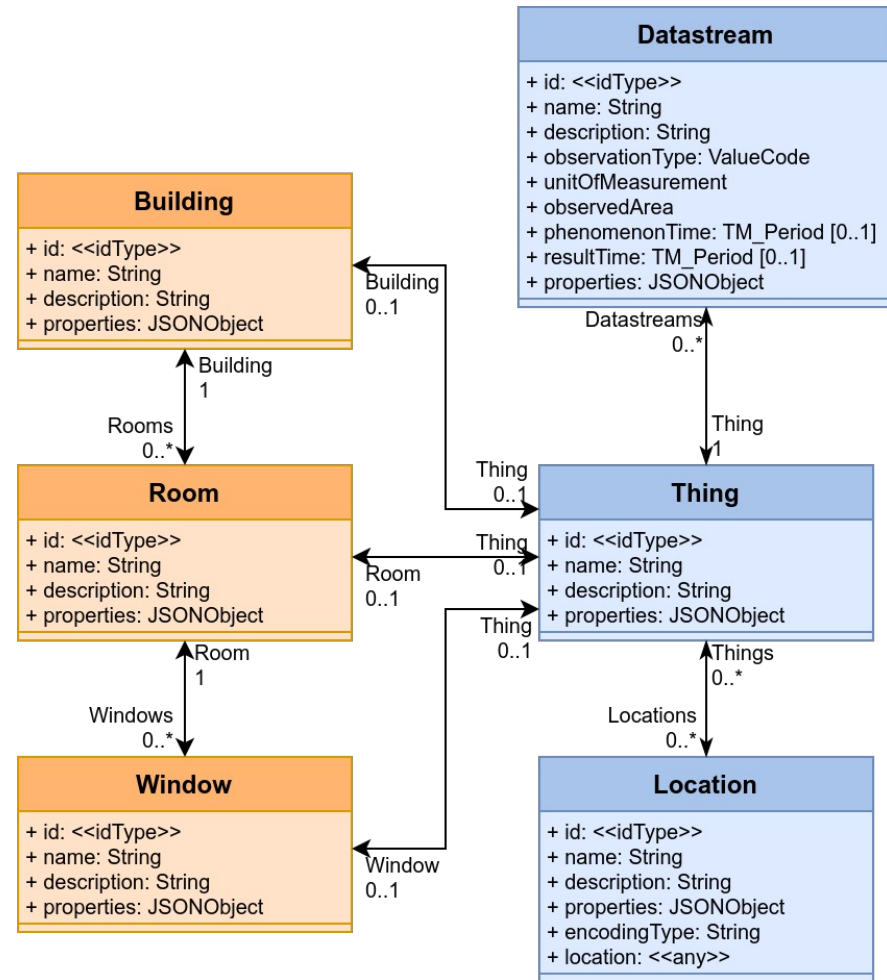 Datastream
+ id: <<idType>>
+ name: String
+ description: String
+ observationType: ValueCode
+ unitOfMeasurement
+ observedArea
+ phenomenonTime: TM_Period [0..1]
+ resultTime: TM_Period [0..1]
+ properties: JSONObject
Building
+ id: <<idType>>
+ name: String
+ description: String
+ properties: JSONObject
Building
0..1
Datastreams
0..*
Building
1
Rooms
0..*
Thing
1
Thing
0..1
Room
+ id: <<idType>>
+ name: String
+ description: String
+ properties: JSONObject
Thing
0..1
Room
0..1
Thing
+ id: <<idType>>
+ name: String
+ description: String
+ properties: JSONObject
Thing
0..1
Room
1
Windows
0..*
Things
0..*
Locations
0..*
Window
+ id: <<idType>>
+ name: String
+ description: String
+ properties: JSONObject
Window
0..1
Location
+ id: <<idType>>
+ name: String
+ description: String
+ properties: JSONObject
+ encodingType: String
+ location: <<any>>